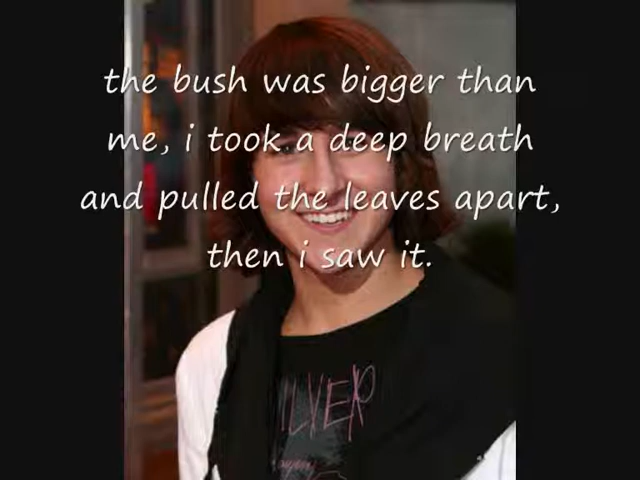 the bush was bigger than
me, i took a deep breath
and pulled the leaves apart,
then i saw it.